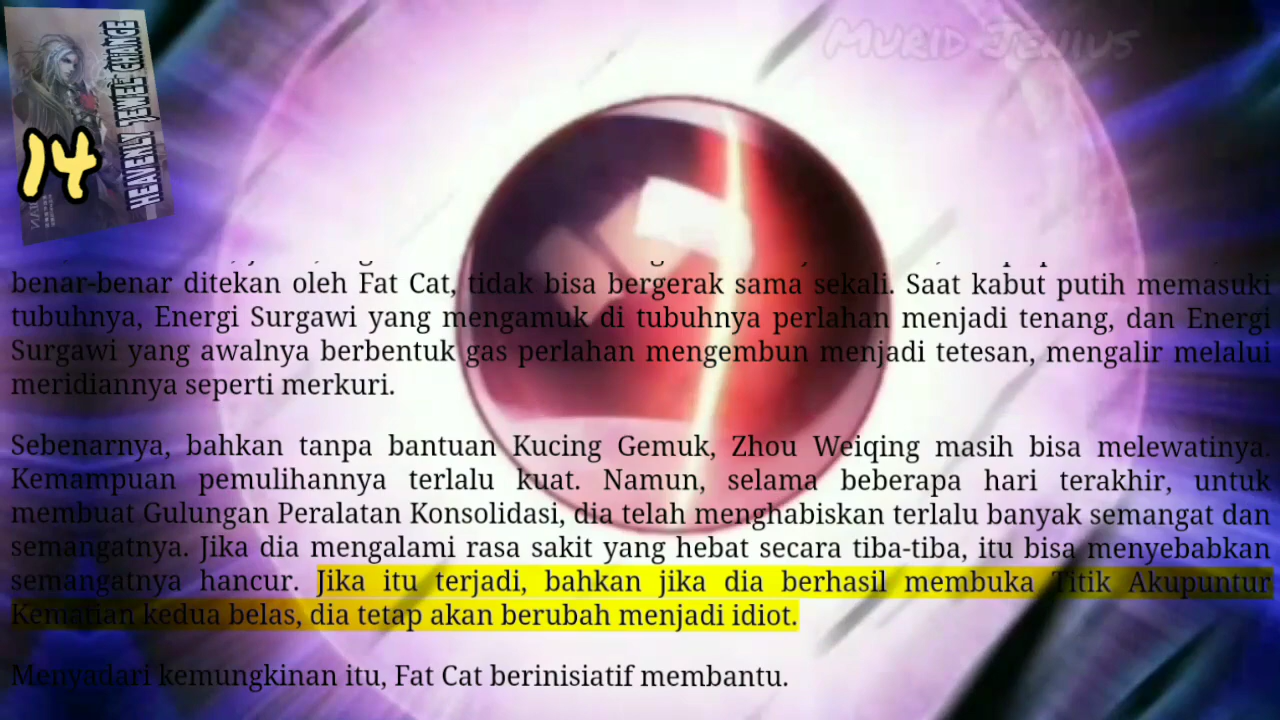 Murid Jenius
HEAVENLY JEWEL CHANGE
14
benar-benar ditekan oleh Fat Cat, tidak bisa bergerak sama sekali. Saat kabut putih memasuki
tubuhnya, Energi Surgawi yang mengamuk di tubuhnya perlahan menjadi tenang, dan Energi
Surgawi yang awalnya berbentuk gas perlahan mengembun menjadi tetesan, mengalir melalui
meridiannya seperti merkuri.
Sebenarnya, bahkan tanpa bantuan Kucing Gemuk, Zhou Weiqing masih bisa melewatinya.
Kemampuan pemulihannya terlalu kuat. Namun, selama beberapa hari terakhir, untuk
membuat Gulungan Peralatan Konsolidasi, dia telah menghabiskan terlalu banyak semangat dan
semangatnya. Jika dia mengalami rasa sakit yang hebat secara tiba-tiba, itu bisa menyebabkan
semangatnya hancur. Jika itu terjadi, bahkan jika dia berhasil membuka Titik Akupuntur
Kematian kedua belas, dia tetap akan berubah menjadi idiot.
Menyadari kemungkinan itu, Fat Cat berinisiatif membantu.